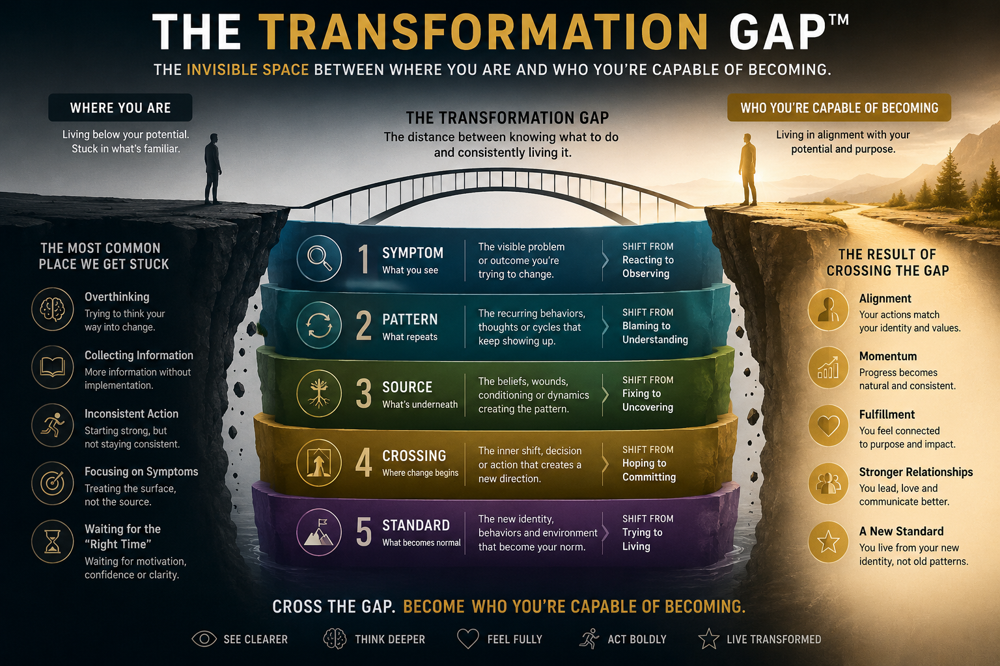 THE TRANSFORMATION GAP™
THE INVISIBLE SPACE BETWEEN WHERE YOU ARE AND WHO YOU'RE CAPABLE OF BECOMING.
WHERE YOU ARE
Living below your potential.
Stuck in what's familiar.
THE TRANSFORMATION GAP
The distance between knowing what to do
and consistently living it.
WHO YOU'RE CAPABLE OF BECOMING
Living in alignment with your
potential and purpose.
THE MOST COMMON
PLACE WE GET STUCK
Overthinking
Trying to think your
way into change.
Collecting Information
More information without
implementation.
Inconsistent Action
Starting strong, but
not staying consistent.
Focusing on Symptoms
Treating the surface,
not the source.
Waiting for the
“Right Time”
Waiting for motivation,
confidence or clarity.
1
SYMPTOM
What you see
The visible problem
or outcome you're
trying to change.
SHIFT FROM
Reacting to
Observing
2
PATTERN
What repeats
The recurring behaviors,
thoughts or cycles that
keep showing up.
SHIFT FROM
Blaming to
Understanding
3
SOURCE
What's underneath
The beliefs, wounds,
conditioning or dynamics
creating the pattern.
SHIFT FROM
Fixing to
Uncovering
4
CROSSING
Where change begins
The inner shift, decision
or action that creates a
new direction.
SHIFT FROM
Hoping to
Committing
5
STANDARD
What becomes normal
The new identity,
behaviors and environment
that become your norm.
SHIFT FROM
Trying to
Living
THE RESULT OF
CROSSING THE GAP
Alignment
Your actions match
your identity and values.
Momentum
Progress becomes
natural and consistent.
Fulfillment
You feel connected
to purpose and impact.
Stronger Relationships
You lead, love and
communicate better.
A New Standard
You live from your new
identity, not old patterns.
CROSS THE GAP. BECOME WHO YOU'RE CAPABLE OF BECOMING.
SEE CLEARER
THINK DEEPER
FEEL FULLY
ACT BOLDLY
LIVE TRANSFORMED